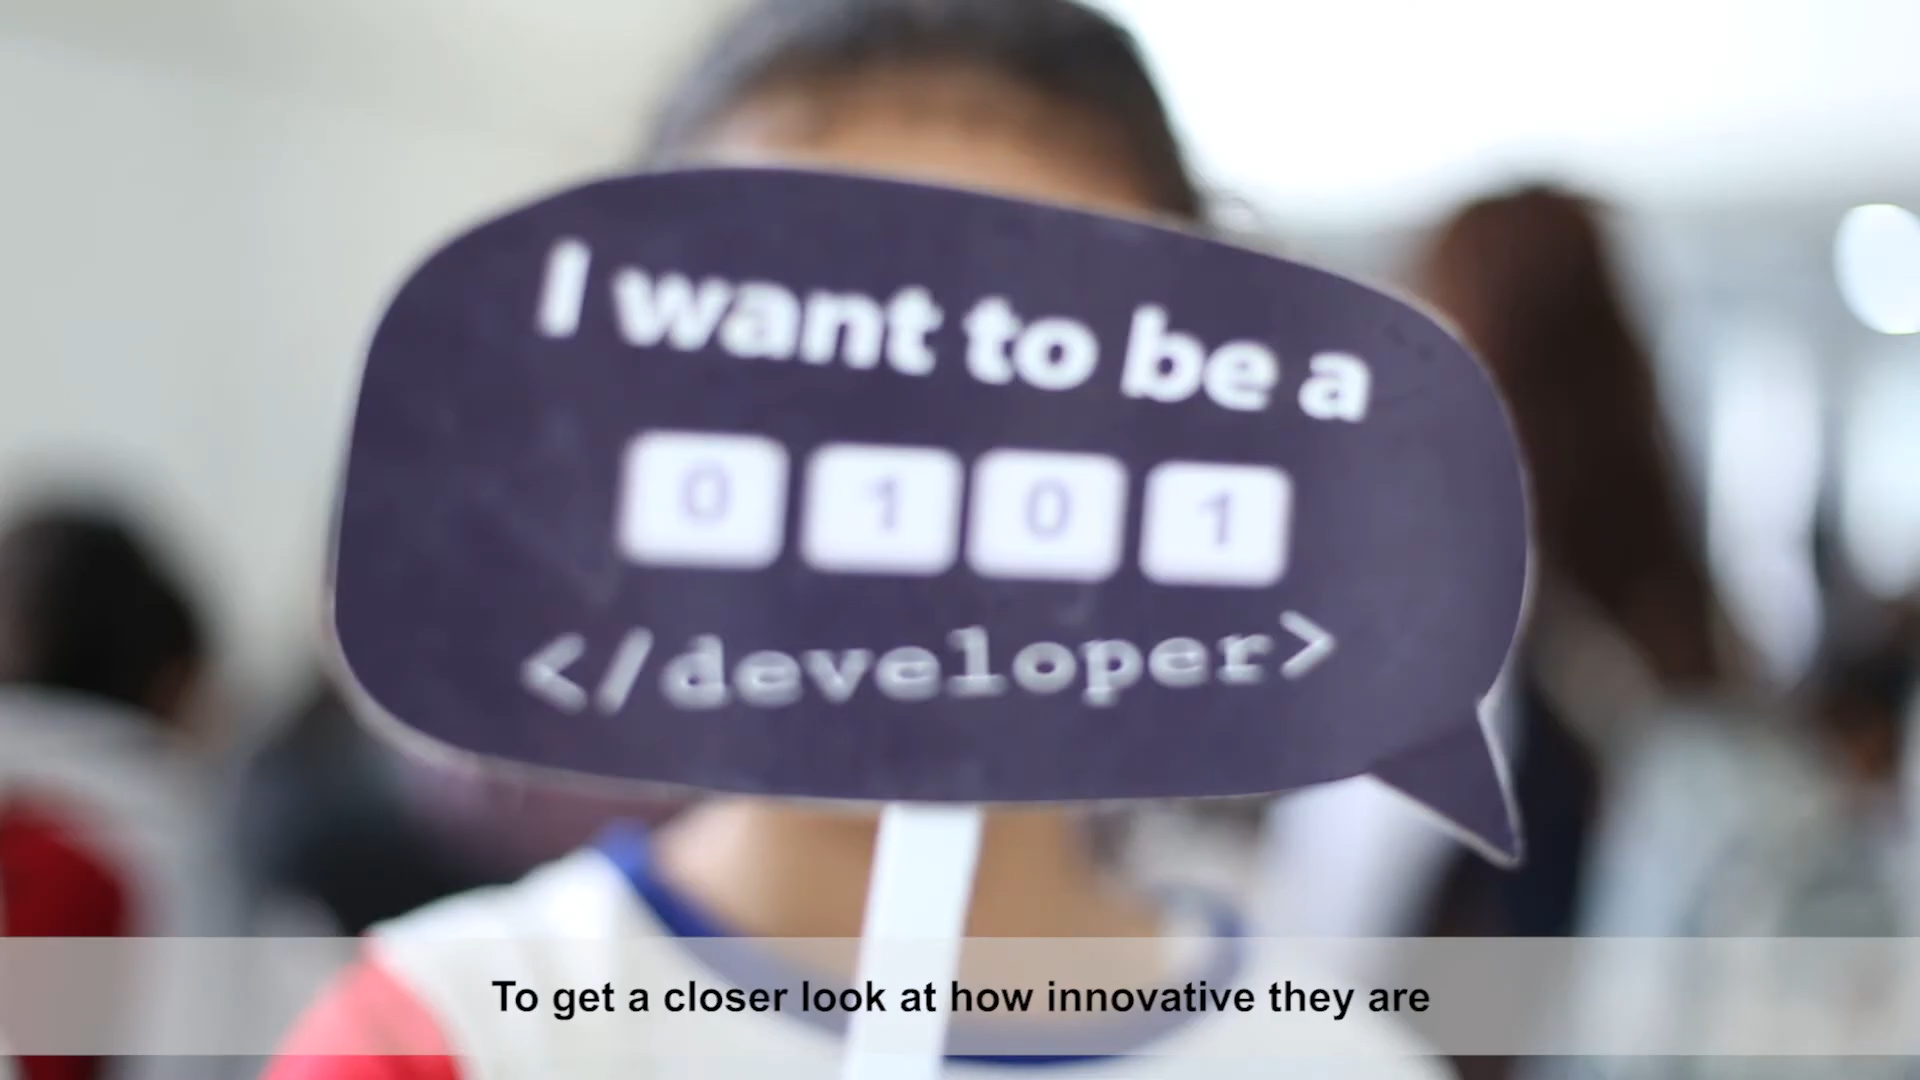 I want to be a
0 1 0 1
</developer>
To get a closer look at how innovative they are